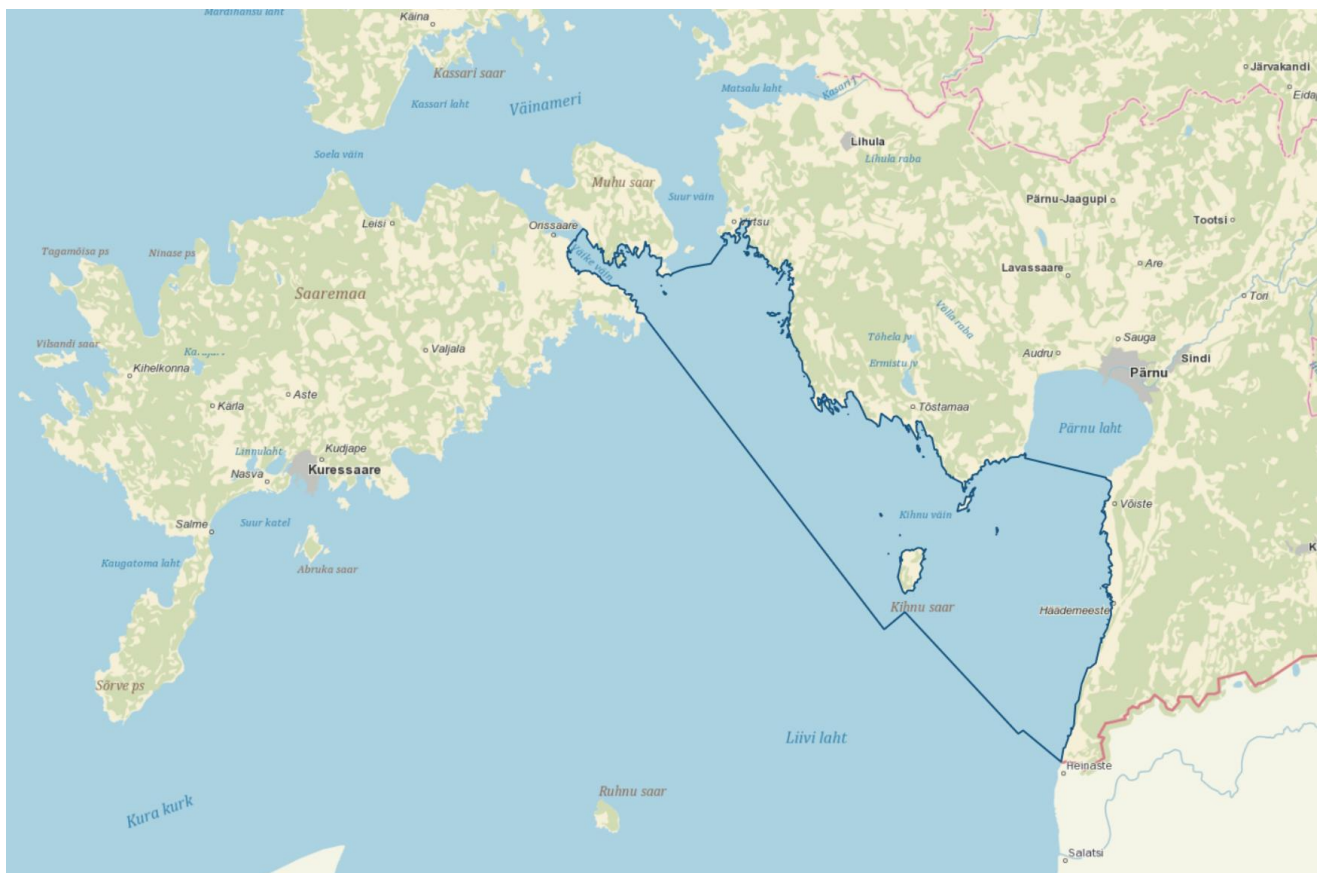 Käina
Kassari saar
Kassari laht
Väinameri
Matsalu laht
Kasari j
Järvakandi
Lihula
Lihula raba
Soela väin
Muhu saar
Suur väin
Virtsu
Pärnu-Jaagupi
Tootsi
Leisi
Orissaare
Väike väin
Tagamõisa ps
Ninase ps
Saaremaa
Lavassaare
Are
Tori
Võlla raba
Vilsandi saar
Kihelkonna
Valjala
Tõhela jv
Ermistu jv
Audru
Sauga
Sindi
Pärnu
Kärla
Aste
Tõstamaa
Pärnu laht
Linnulaht
Kudjape
Nasva
Kuressaare
Salme
Suur katel
Kihnu väin
Võiste
Kaugatoma laht
Abruka saar
Kihnu saar
Häädemeeste
Sõrve ps
Liivi laht
Heinaste
Ruhnu saar
Kura kurk
Salatsi